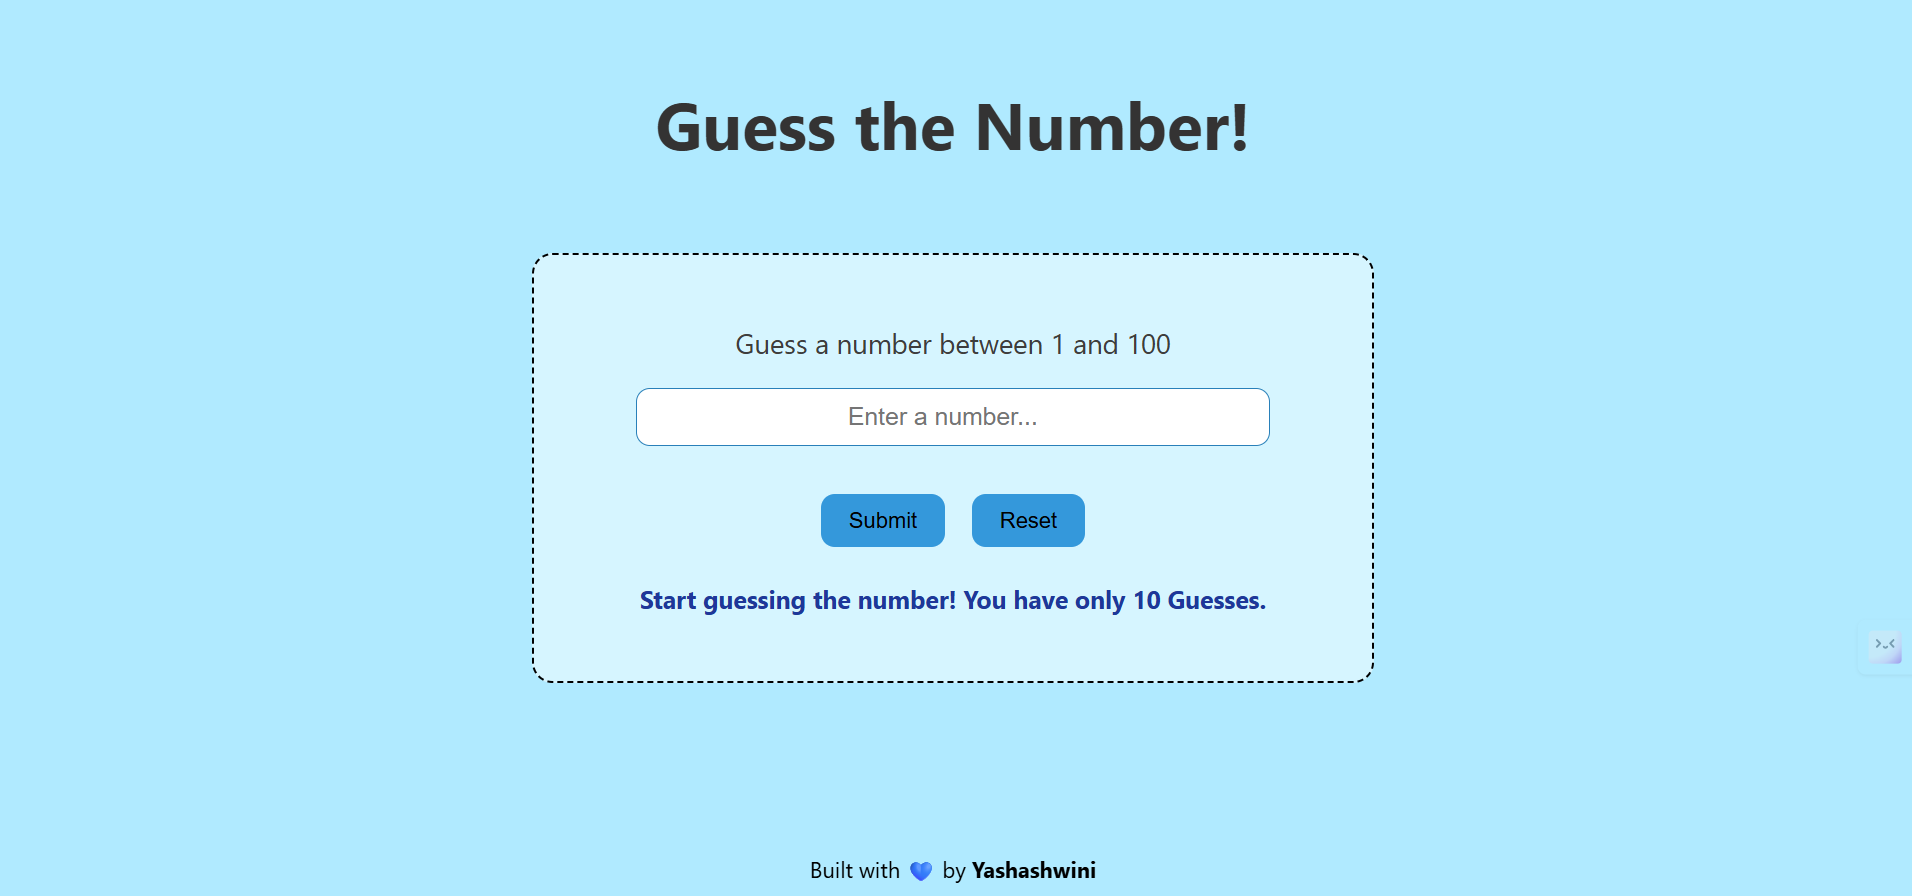 Guess the Number!
Guess a number between 1 and 100
Enter a number...
Submit Reset
Start guessing the number! You have only 10 Guesses.
Built with 💙 by Yashashwini